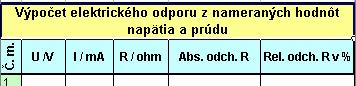 Výpočet elektrického odporu z nameraných hodnôt
napätia a prúdu
Č. m. U /V I / mA R / ohm Abs. odch. R Rel. odch. R v %
1